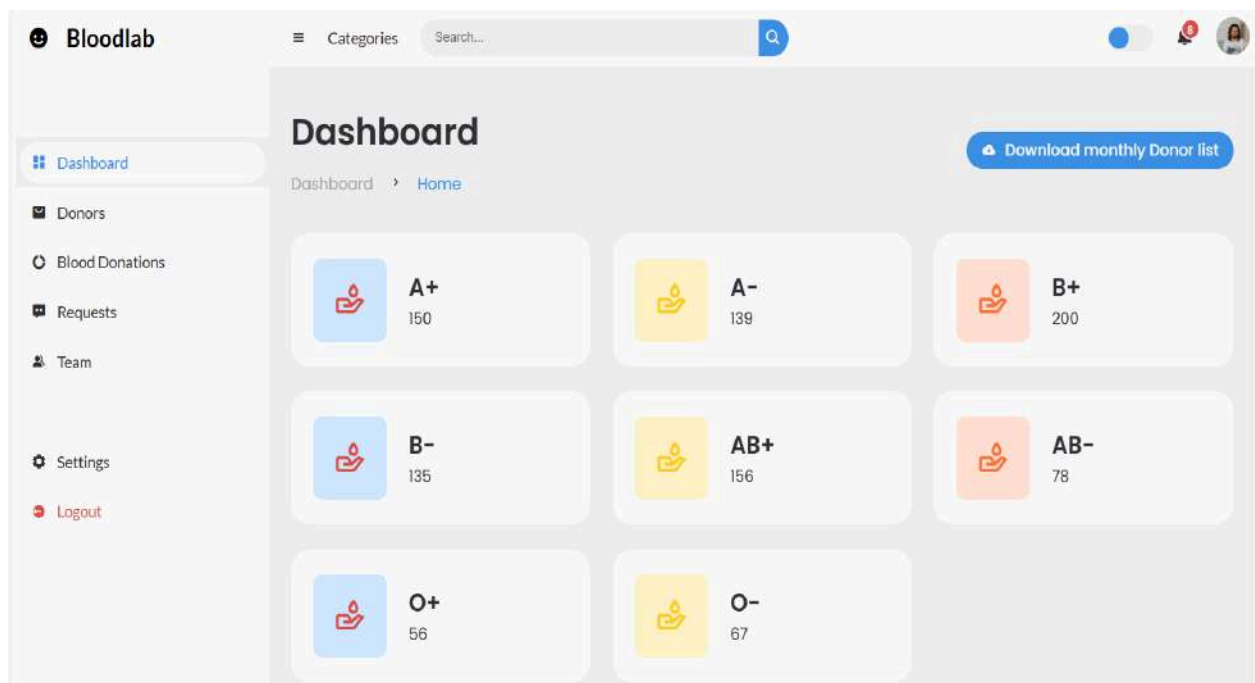 Bloodlab
Categories
Search...
8
Dashboard
Download monthly Donor list
Dashboard > Home
Dashboard
Donors
Blood Donations
Requests
Team
Settings
Logout
A+
150
A-
139
B+
200
B-
135
AB+
156
AB-
78
O+
56
O-
67